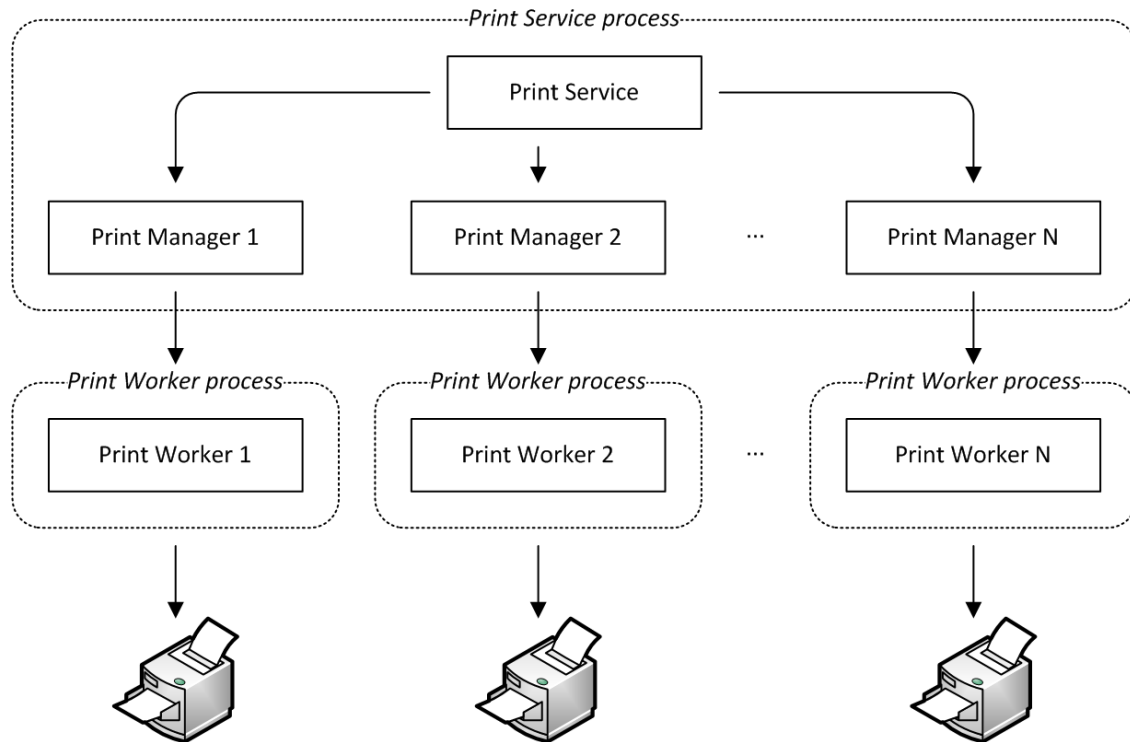 Print Service process
Print Service
Print Manager 1
Print Manager 2
...
Print Manager N
Print Worker process
Print Worker process
Print Worker process
Print Worker 1
Print Worker 2
...
Print Worker N